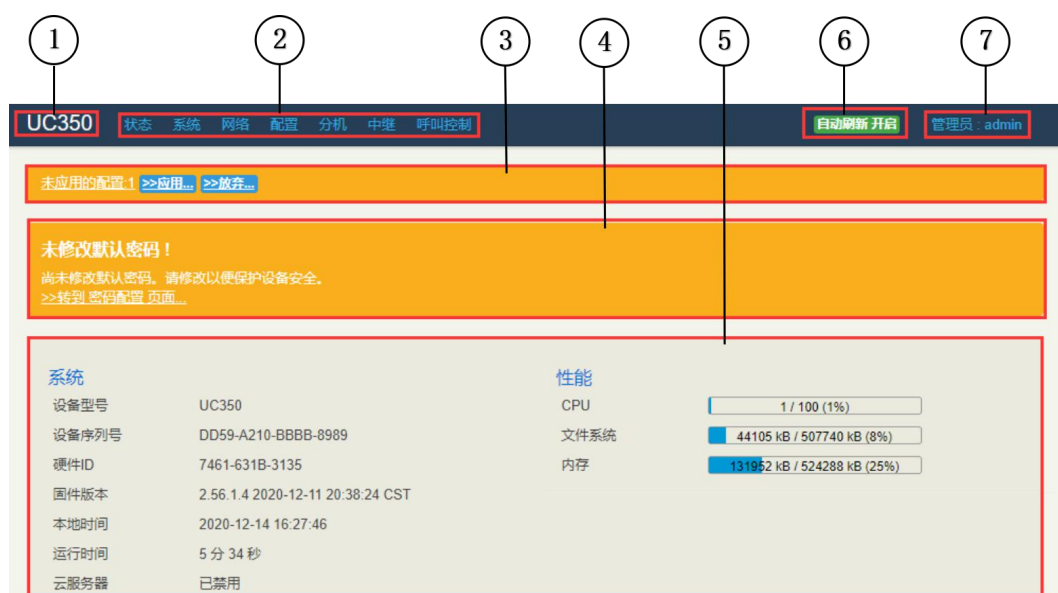 1 2 3 4 5 6 7
UC350 状态 系统 网络 配置 分机 中继 呼叫控制 自动刷新 开启 管理员 : admin
未应用的配置:1 >>应用... >>放弃...
未修改默认密码！
尚未修改默认密码。请修改以便保护设备安全。
>>转到 密码配置 页面...
系统 性能
设备型号 UC350 CPU 1 / 100 (1%)
设备序列号 DD59-A210-BBBB-8989 文件系统 44105 kB / 507740 kB (8%)
硬件ID 7461-631B-3135 内存 131952 kB / 524288 kB (25%)
固件版本 2.56.1.4 2020-12-11 20:38:24 CST
本地时间 2020-12-14 16:27:46
运行时间 5 分 34 秒
云服务器 已禁用